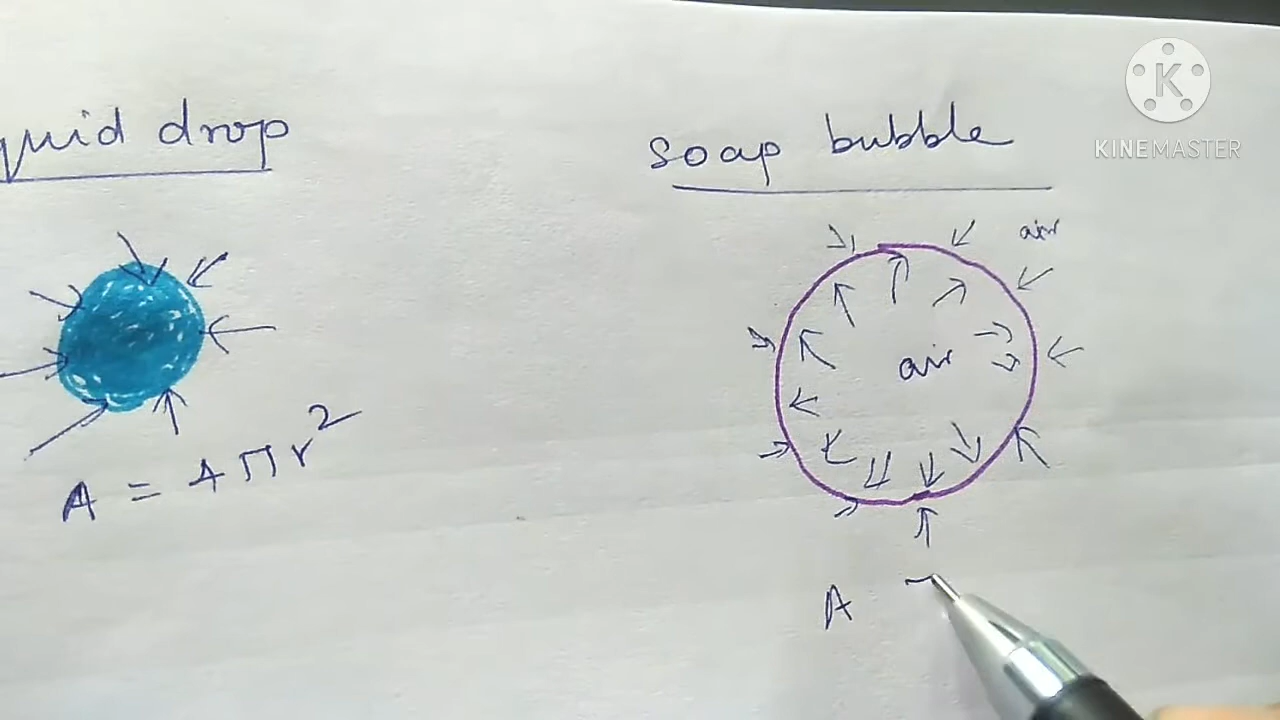 quid drop
soap bubble
K
KINEMASTER
air
air
A = 4πr²
A